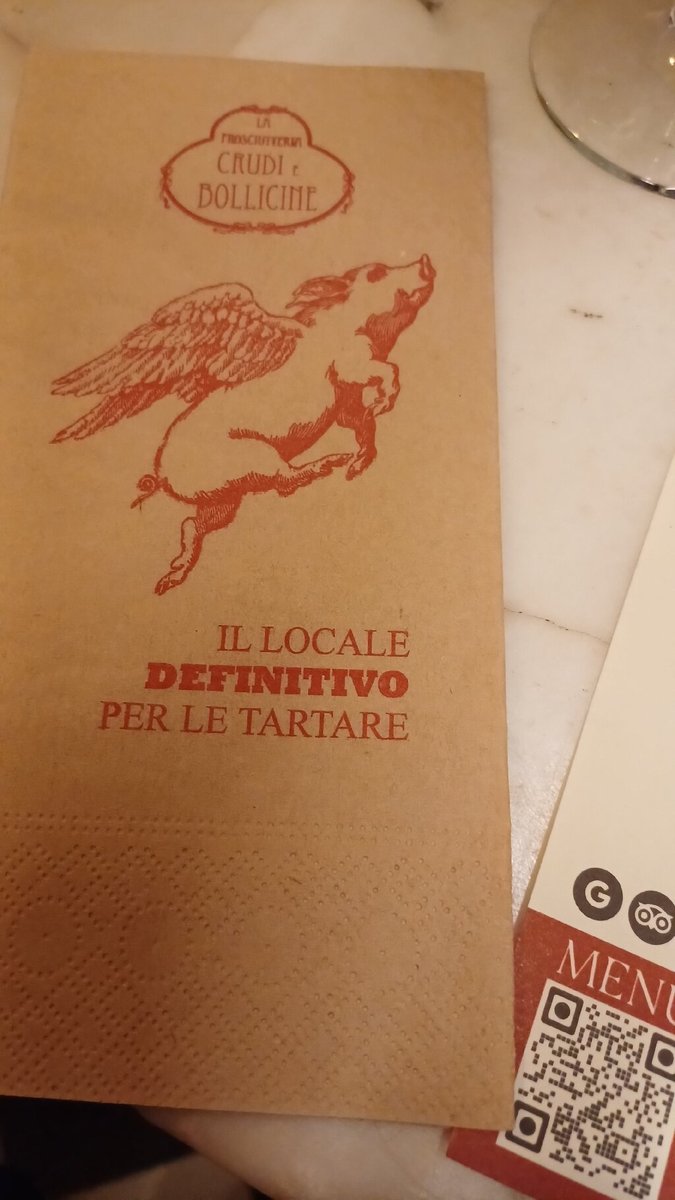 LA
PROSCIUTTERIA
CRUDI E
BOLLICINE
IL LOCALE
DEFINITIVO
PER LE TARTARE
G
MENU